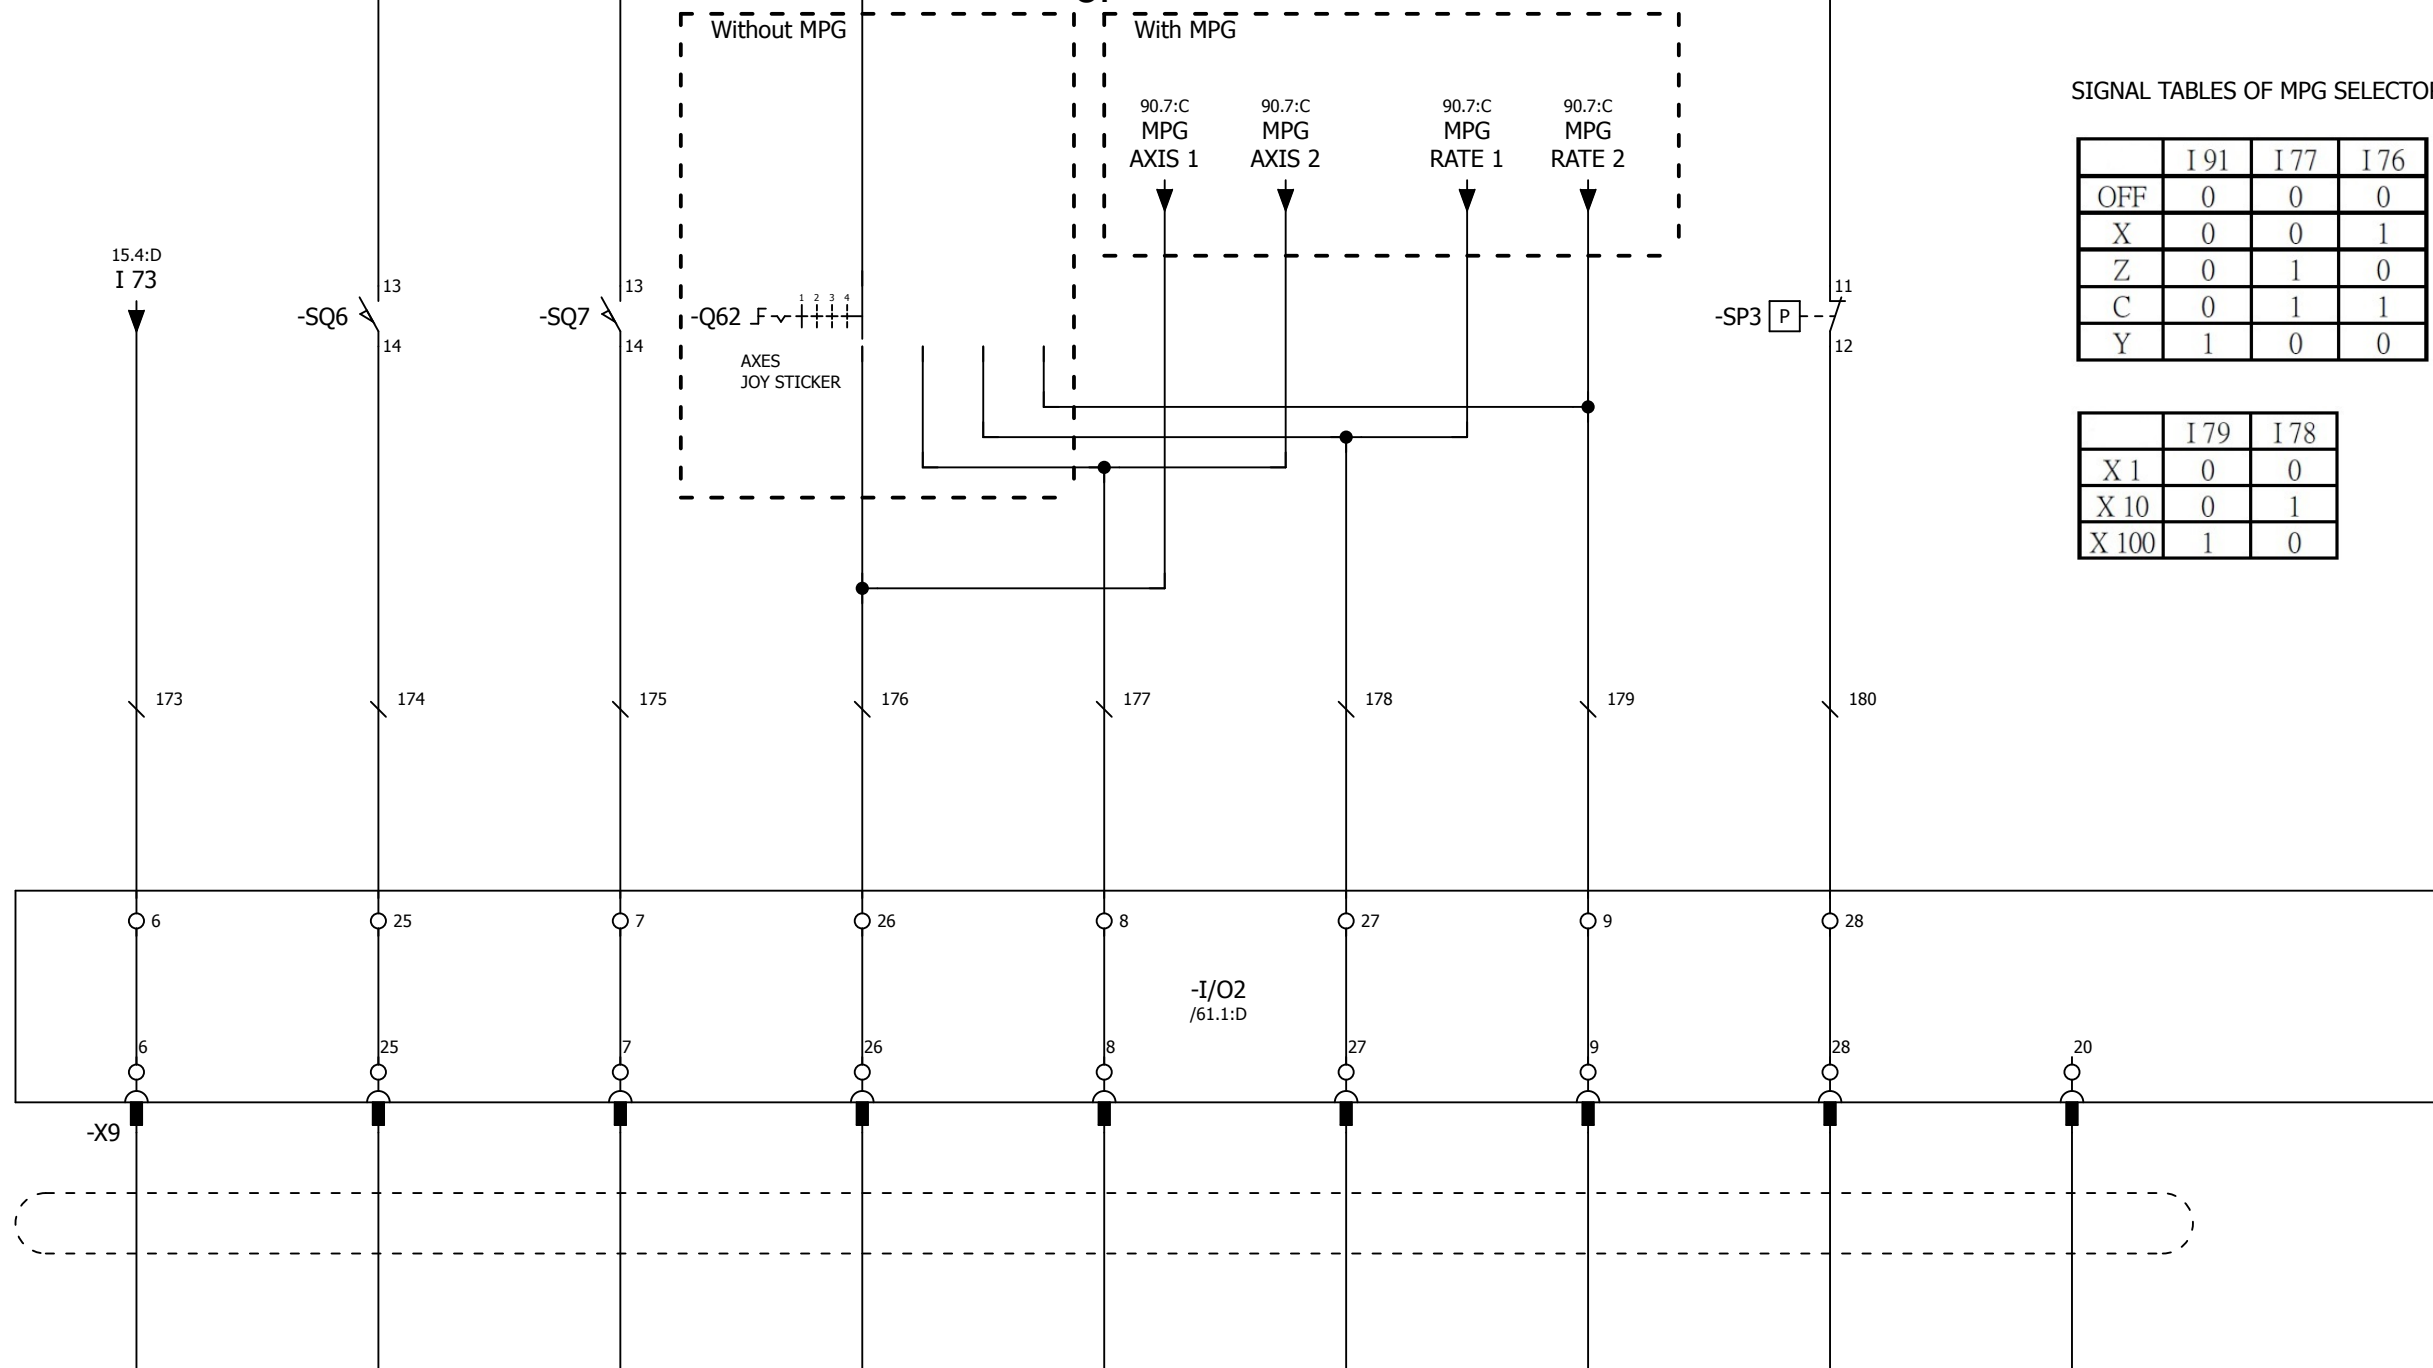 Without MPG
With MPG
SIGNAL TABLES OF MPG SELECTO
90.7:C 90.7:C 90.7:C 90.7:C
MPG MPG MPG MPG
AXIS 1 AXIS 2 RATE 1 RATE 2
I 91 I 77 I 76
OFF 0 0 0
X 0 0 1
Z 0 1 0
C 0 1 1
Y 1 0 0
15.4:D
I 73
13 13 11
-SQ6 -SQ7 -Q62 1 2 3 4 -SP3 P
14 14 12
AXES
JOY STICKER
I 79 I 78
X 1 0 0
X 10 0 1
X 100 1 0
173 174 175 176 177 178 179 180
6 25 7 26 8 27 9 28
-I/O2
/61.1:D
6 25 7 26 8 27 9 28 20
-X9